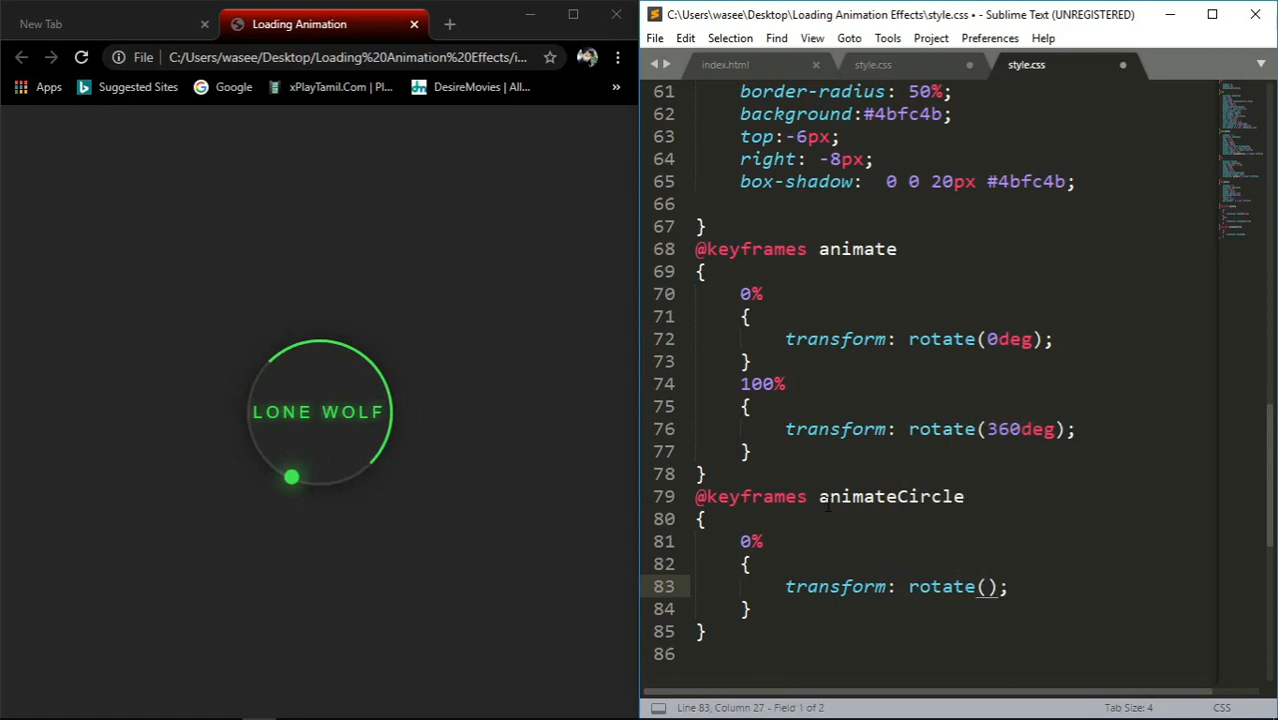 New Tab
Loading Animation
File C:/Users/wasee/Desktop/Loading%20Animation%20Effects/i...
Apps
Suggested Sites
Google
xPlayTamil.Com | Pl...
DesireMovies | All...
»
LONE WOLF
C:\Users\wasee\Desktop\Loading Animation Effects\style.css • - Sublime Text (UNREGISTERED)
File Edit Selection Find View Goto Tools Project Preferences Help
index.html
style.css
style.css
61 border-radius: 50%;
62 background:#4bfc4b;
63 top:-6px;
64 right: -8px;
65 box-shadow: 0 0 20px #4bfc4b;
66
67 }
68 @keyframes animate
69 {
70 0%
71 {
72 transform: rotate(0deg);
73 }
74 100%
75 {
76 transform: rotate(360deg);
77 }
78 }
79 @keyframes animateCircle
80 {
81 0%
82 {
83 transform: rotate();
84 }
85 }
86
Line 83, Column 27 - Field 1 of 2
Tab Size: 4
CSS